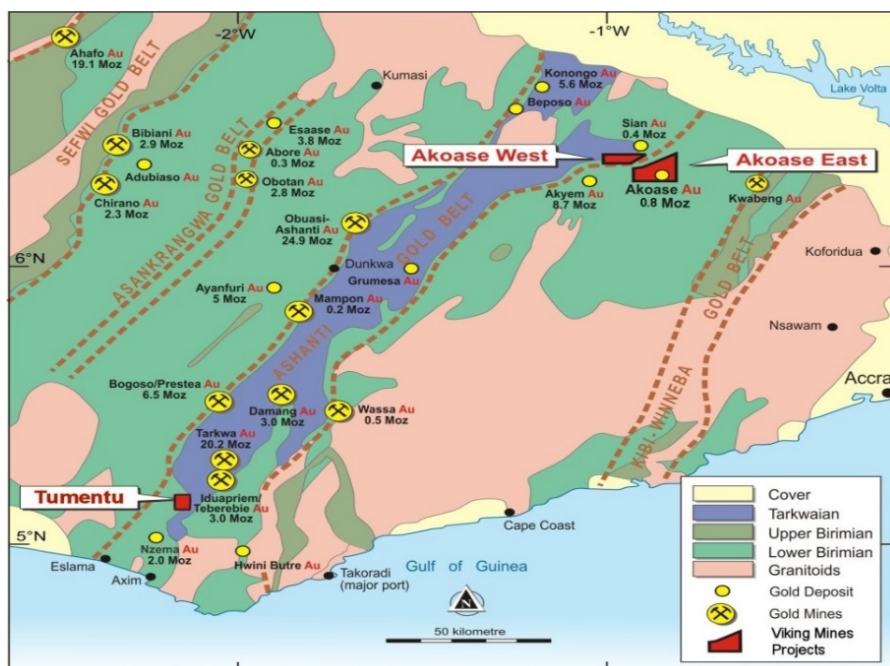 -2°W
-1°W
Ahafo Au
19.1 Moz
SEFWI GOLD BELT
Kumasi
Konongo Au
5.6 Moz
Beposo Au
Lake Volta
Bibiani Au
2.9 Moz
Adubiaso Au
Chirano Au
2.3 Moz
Esaase Au
3.8 Moz
Abore Au
0.3 Moz
Obotan Au
2.8 Moz
ASANKRANGWA GOLD BELT
Sian Au
0.4 Moz
Akoase West
Akoase East
Akoase Au
0.8 Moz
Akyem Au
8.7 Moz
Kwabeng Au
Obuasi-
Ashanti Au
24.9 Moz
6°N
Dunkwa
Grumesa Au
ASHANTI GOLD BELT
Koforidua
Ayanfuri Au
5 Moz
Mampon Au
0.2 Moz
Nsawam
KIBI-WINNEBA GOLD BELT
Bogoso/Prestea Au
6.5 Moz
Damang Au
3.0 Moz
Wassa Au
0.5 Moz
Accra
Tarkwa Au
20.2 Moz
Iduapriem/
Teberebie Au
3.0 Moz
Tumentu
Cape Coast
5°N
Nzema Au
2.0 Moz
Eslama
Axim
Hwini Butre Au
Takoradi
(major port)
Gulf of Guinea
N
50 kilometre
Cover
Tarkwaian
Upper Birimian
Lower Birimian
Granitoids
Gold Deposit
Gold Mines
Viking Mines
Projects